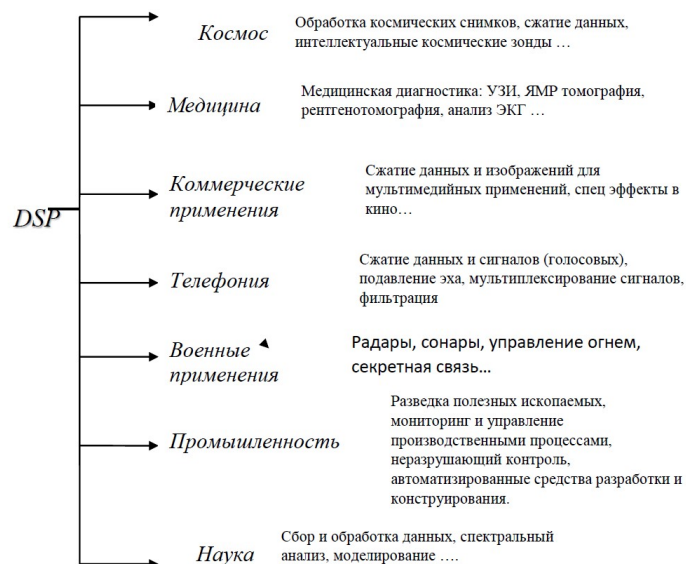 Космос
Обработка космических снимков, сжатие данных,
интеллектуальные космические зонды …
Медицина
Медицинская диагностика: УЗИ, ЯМР томография,
рентгенотомография, анализ ЭКГ …
Коммерческие
применения
Сжатие данных и изображений для
мультимедийных применений, спец эффекты в
кино…
DSP
Телефония
Сжатие данных и сигналов (голосовых),
подавление эха, мультиплексирование сигналов,
фильтрация
Военные
применения
Радары, сонары, управление огнем,
секретная связь…
Промышленность
Разведка полезных ископаемых,
мониторинг и управление
производственными процессами,
неразрушающий контроль,
автоматизированные средства разработки и
конструирования.
Наука
Сбор и обработка данных, спектральный
анализ, моделирование ….